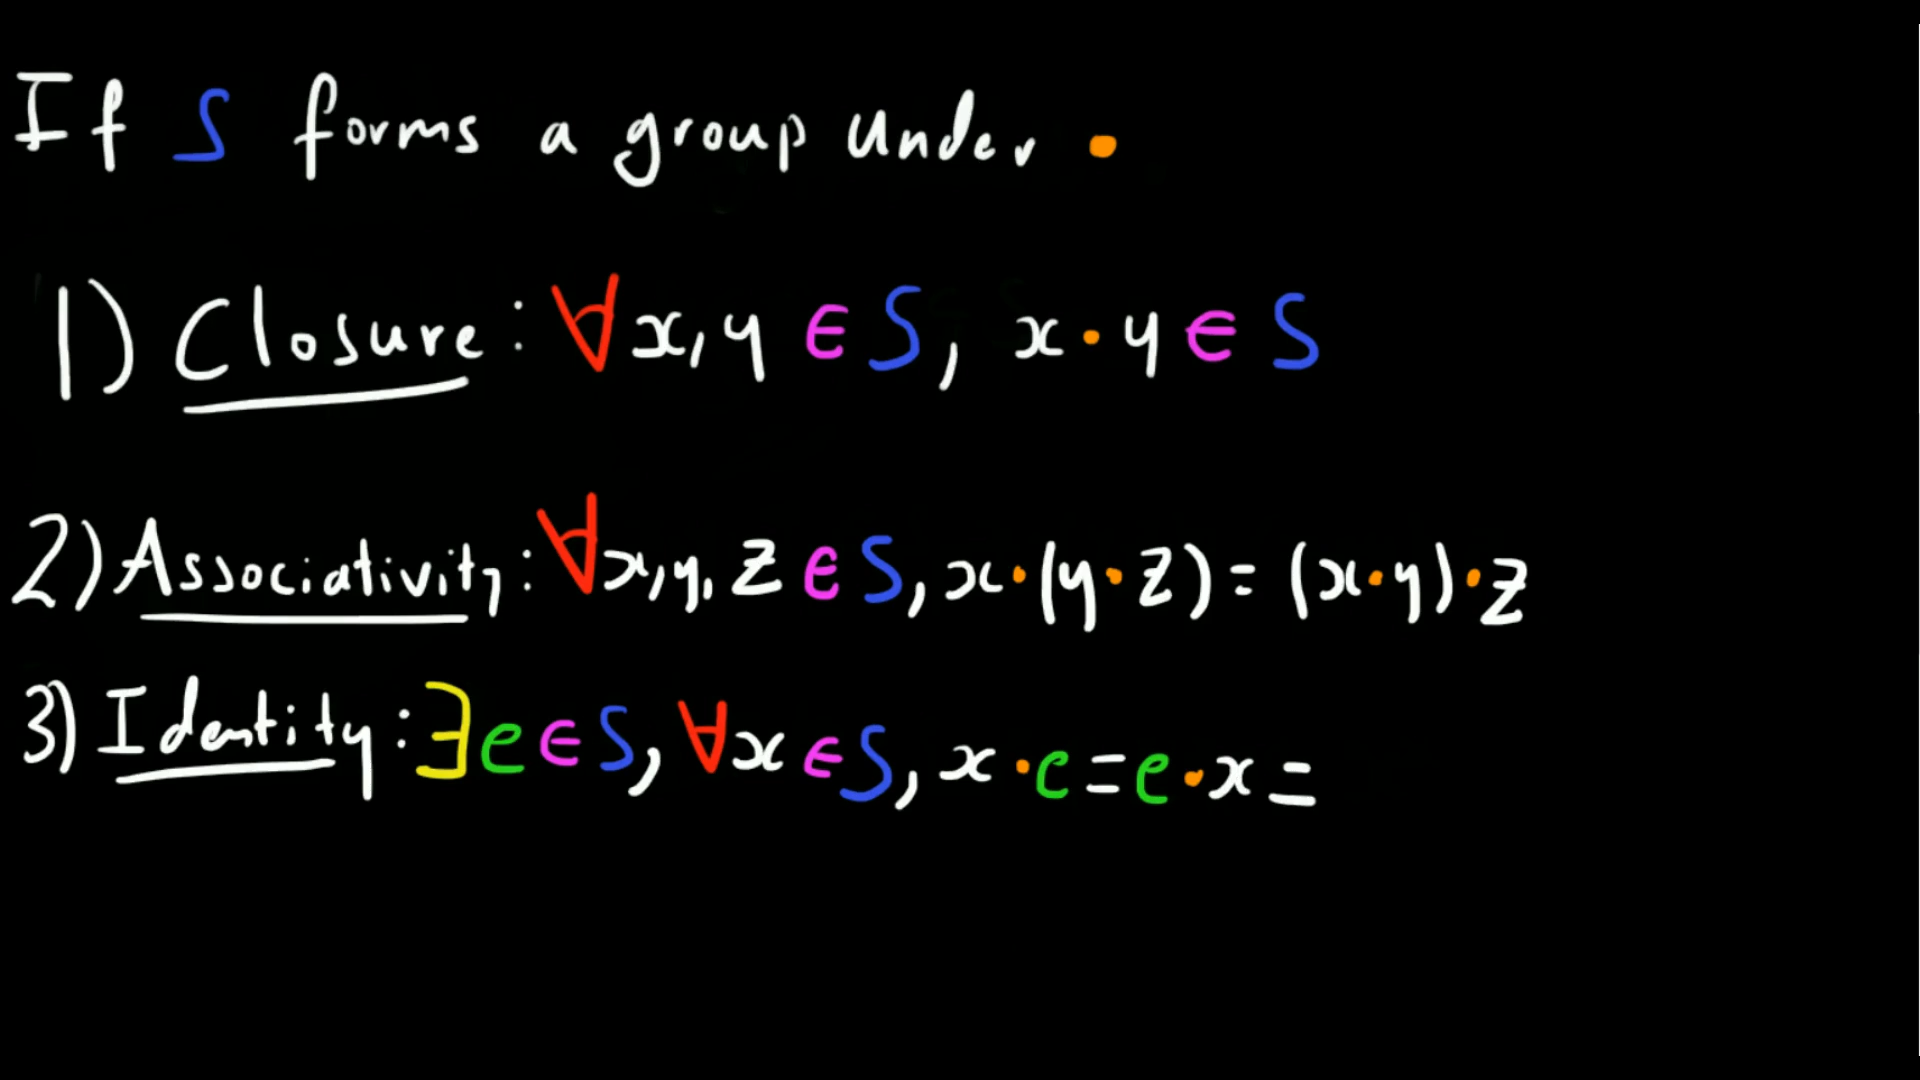 If S forms a group under ·
1) Closure: ∀x,y ∈ S, x·y ∈ S
2) Associativity: ∀x,y,z ∈ S, x·(y·z) = (x·y)·z
3) Identity: ∃e ∈ S, ∀x ∈ S, x·e = e·x =